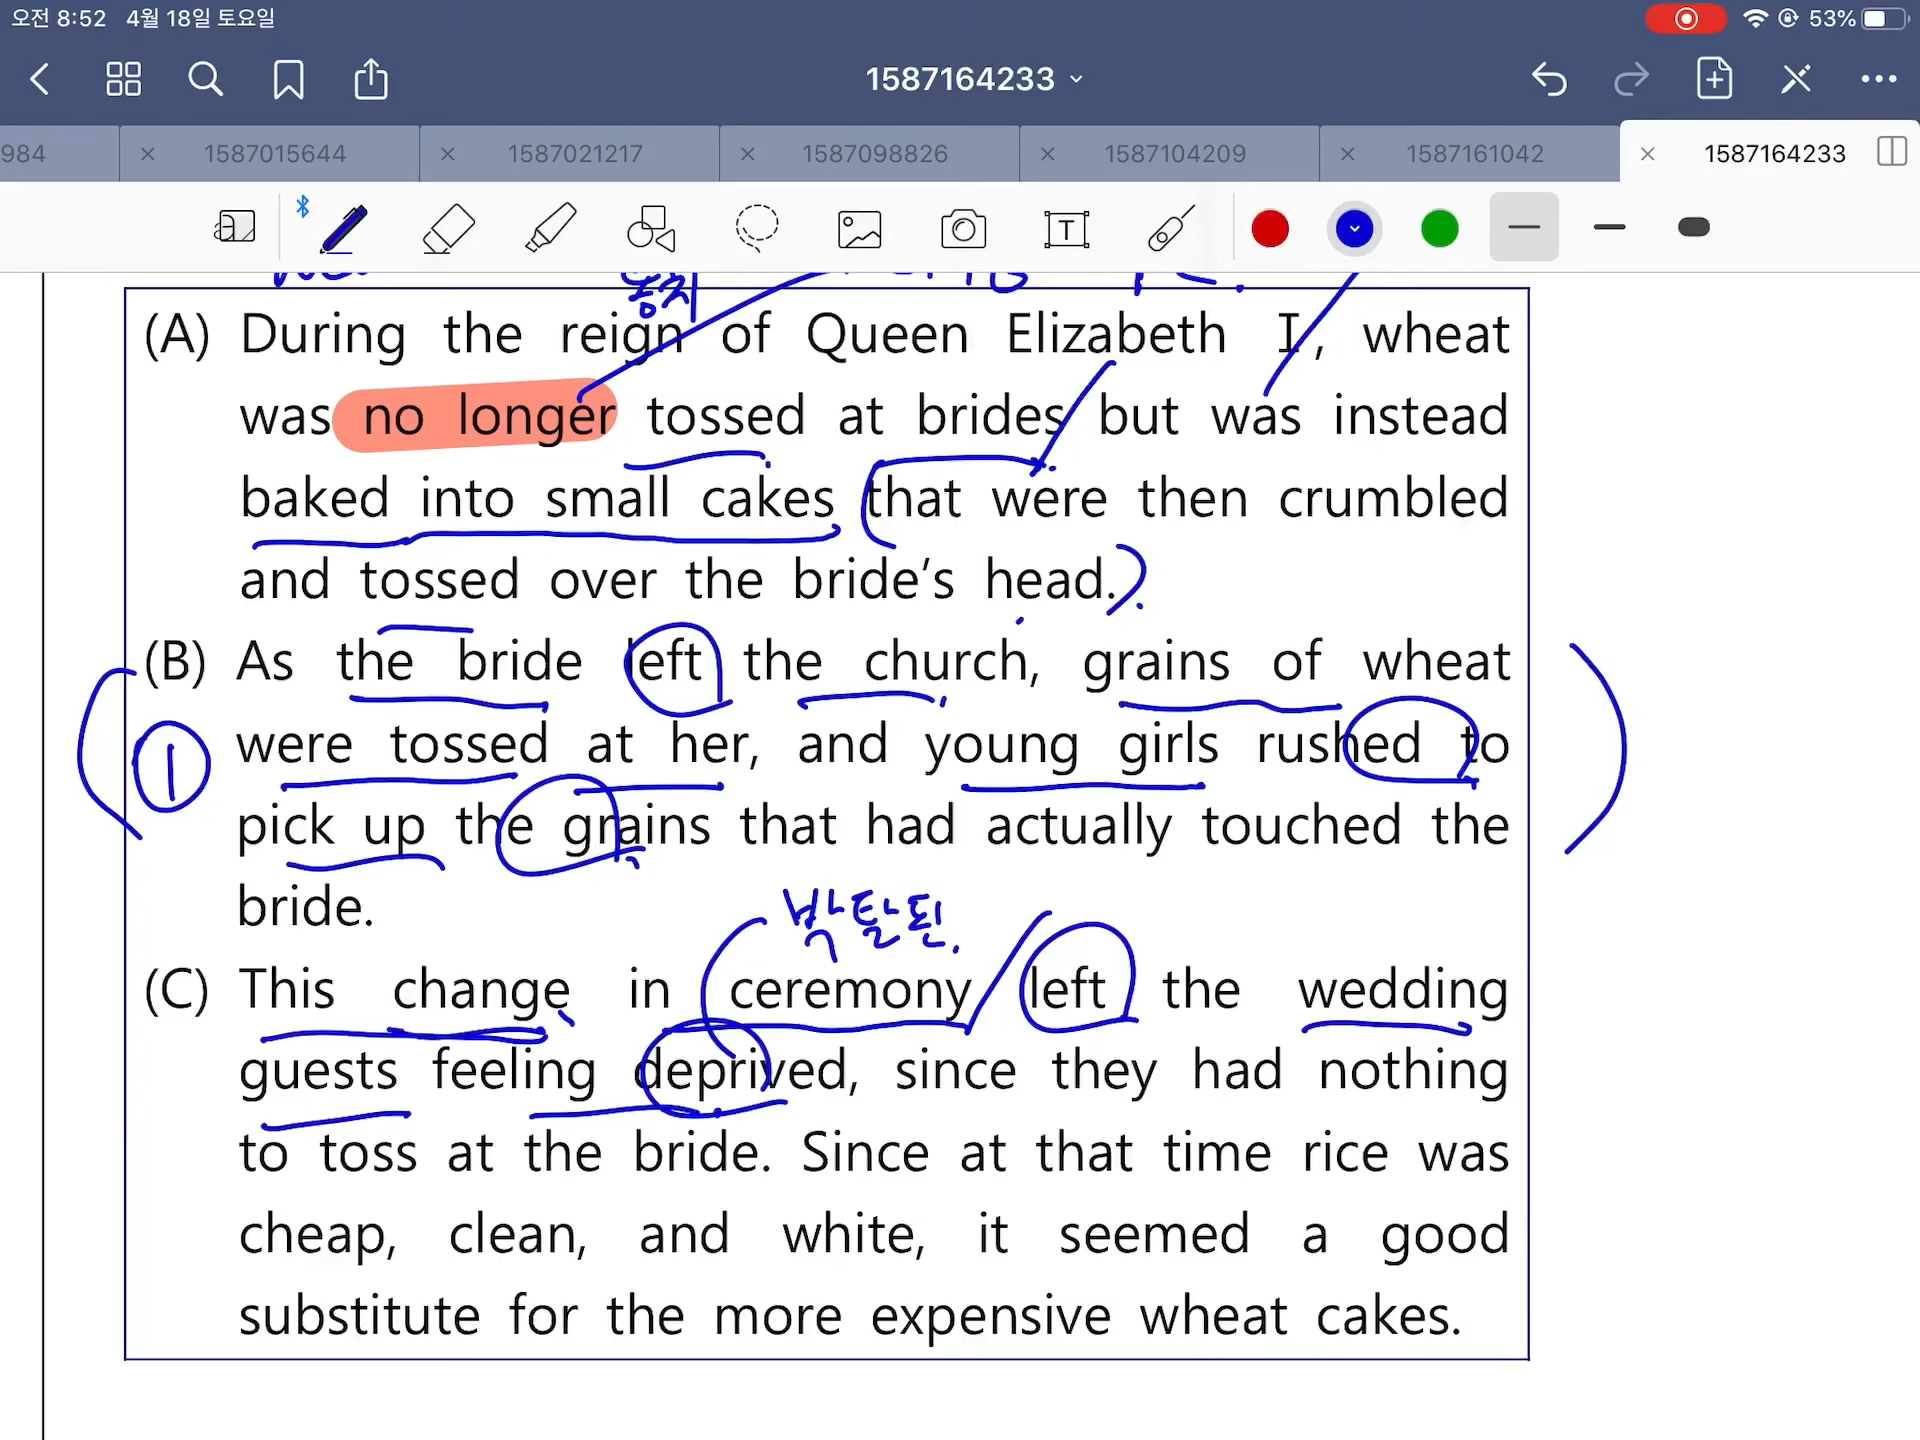 오전 8:52 4월 18일 토요일
53%
1587164233
984
1587015644
1587021217
1587098826
1587104209
1587161042
1587164233
(A) During the reign of Queen Elizabeth I, wheat
was no longer tossed at brides but was instead
baked into small cakes that were then crumbled
and tossed over the bride’s head.
(B) As the bride left the church, grains of wheat
① were tossed at her, and young girls rushed to
pick up the grains that had actually touched the
bride.
박탈된.
(C) This change in ceremony left the wedding
guests feeling deprived, since they had nothing
to toss at the bride. Since at that time rice was
cheap, clean, and white, it seemed a good
substitute for the more expensive wheat cakes.